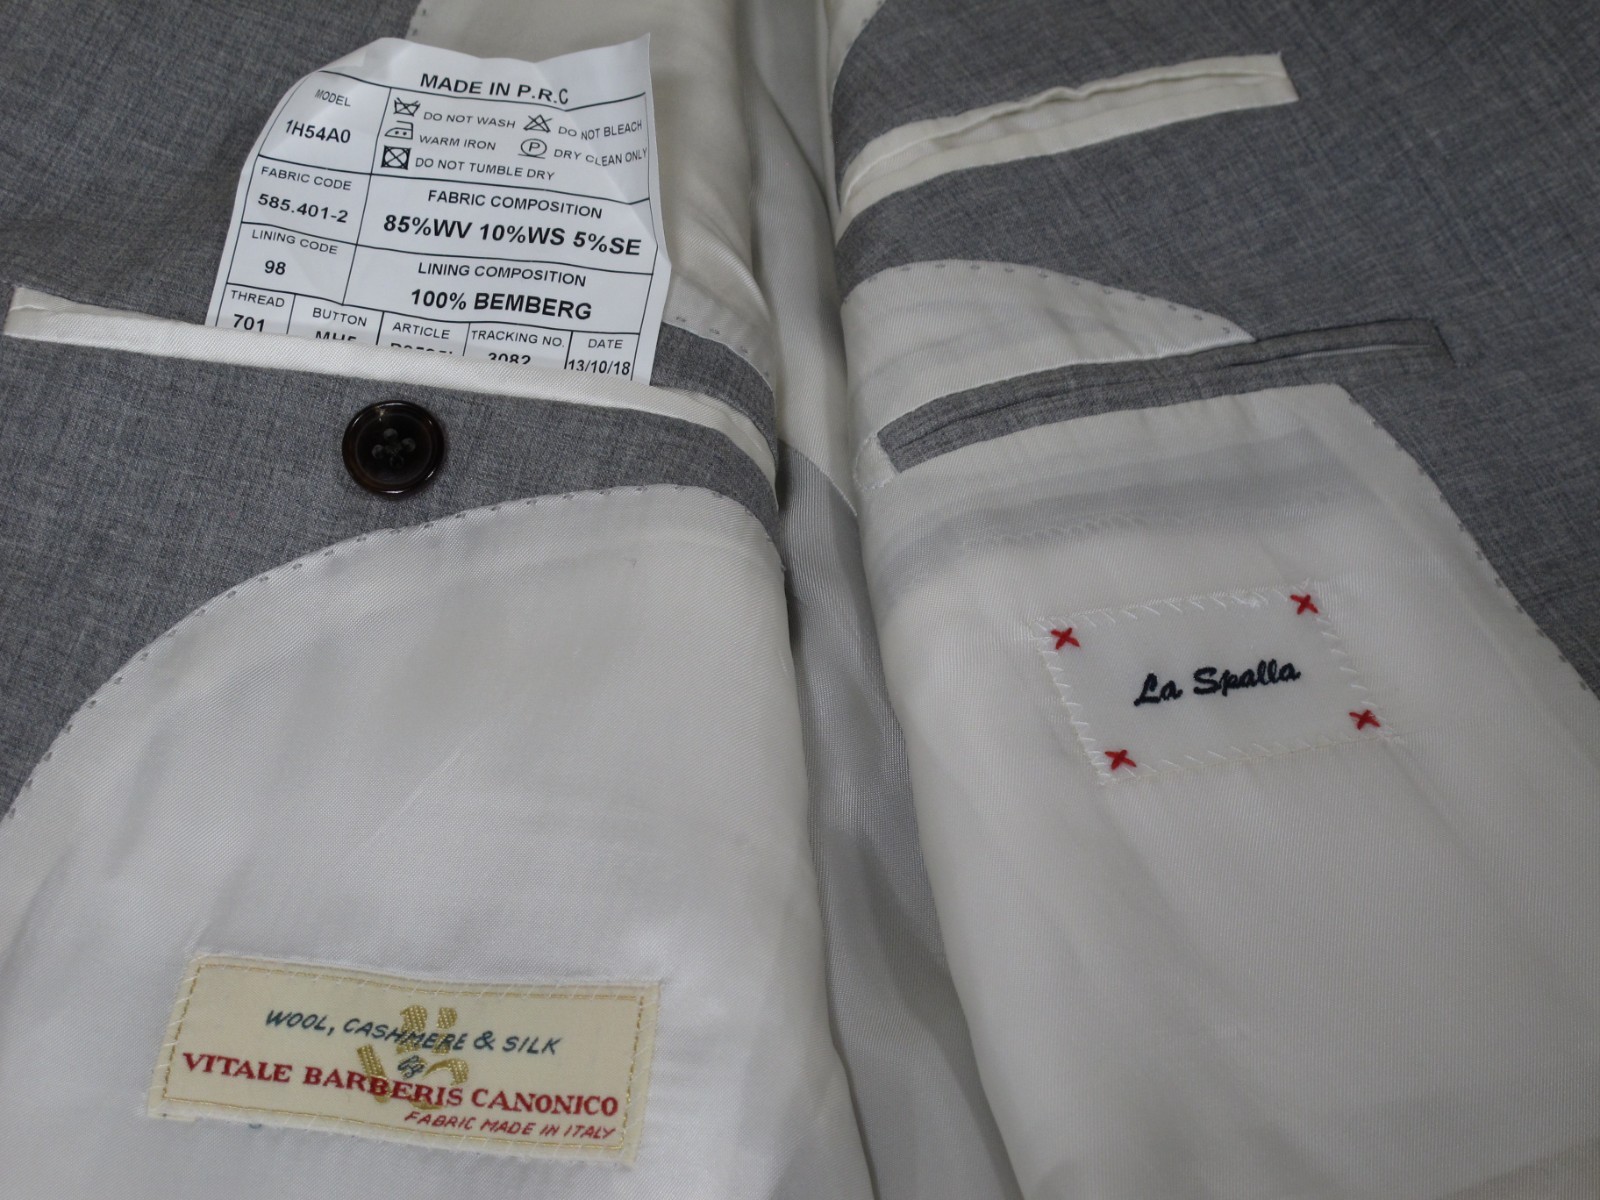 MADE IN P.R.C
MODEL
1H54A0
DO NOT WASH
DO NOT BLEACH
WARM IRON
P
DRY CLEAN ONLY
DO NOT TUMBLE DRY
FABRIC CODE
585.401-2
FABRIC COMPOSITION
85%WV 10%WS 5%SE
LINING CODE
98
LINING COMPOSITION
100% BEMBERG
THREAD
701
BUTTON
ARTICLE
TRACKING NO.
3082
DATE
13/10/18
La Spalla
WOOL, CASHMERE & SILK
by
VITALE BARBERIS CANONICO
FABRIC MADE IN ITALY